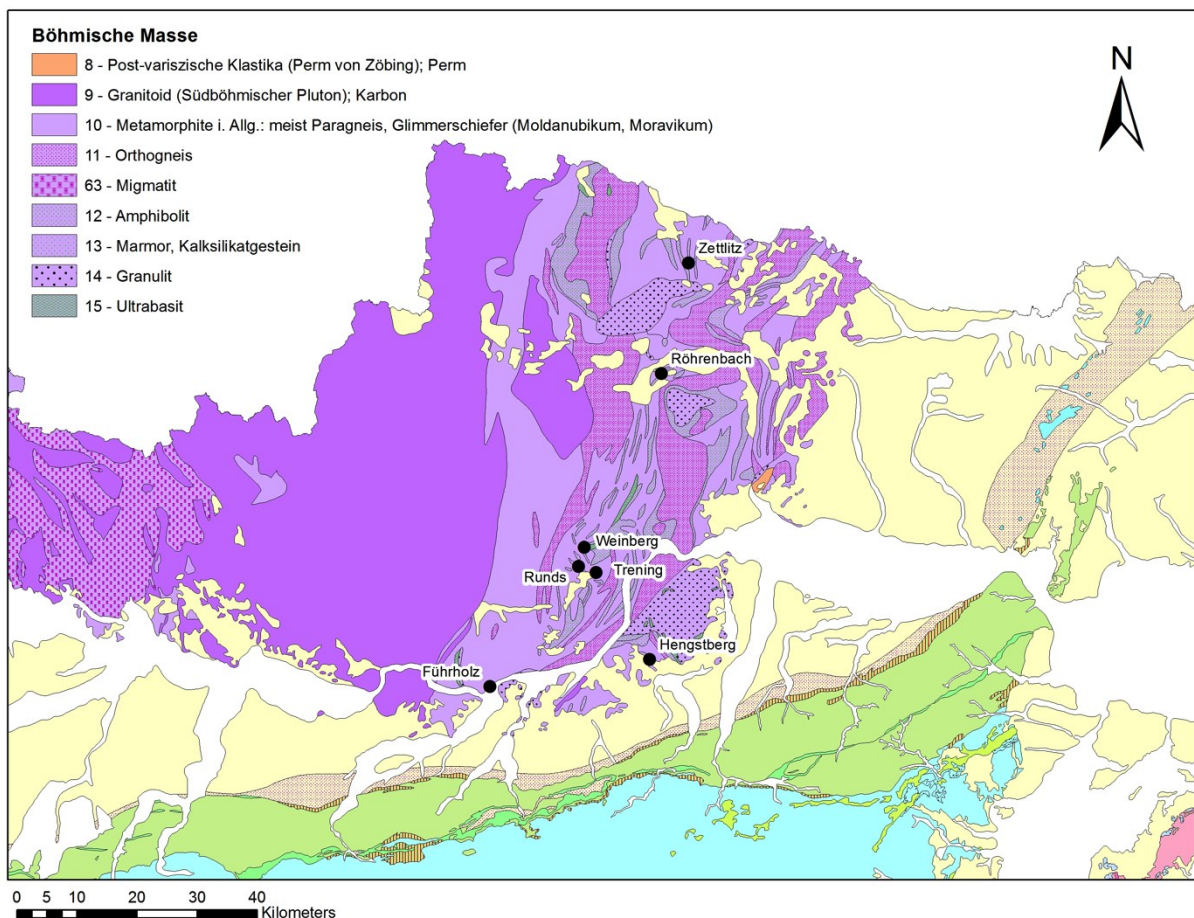 Böhmische Masse
8 - Post-variszische Klastika (Perm von Zöbing); Perm
9 - Granitoid (Südböhmischer Pluton); Karbon
10 - Metamorphite i. Allg.: meist Paragneis, Glimmerschiefer (Moldanubikum, Moravikum)
11 - Orthogneis
63 - Migmatit
12 - Amphibolit
13 - Marmor, Kalksilikatgestein
14 - Granulit
15 - Ultrabasit
N
Zettlitz
Röhrenbach
Weinberg
Runds
Trening
Hengstberg
Führholz
0 5 10 20 30 40
Kilometers